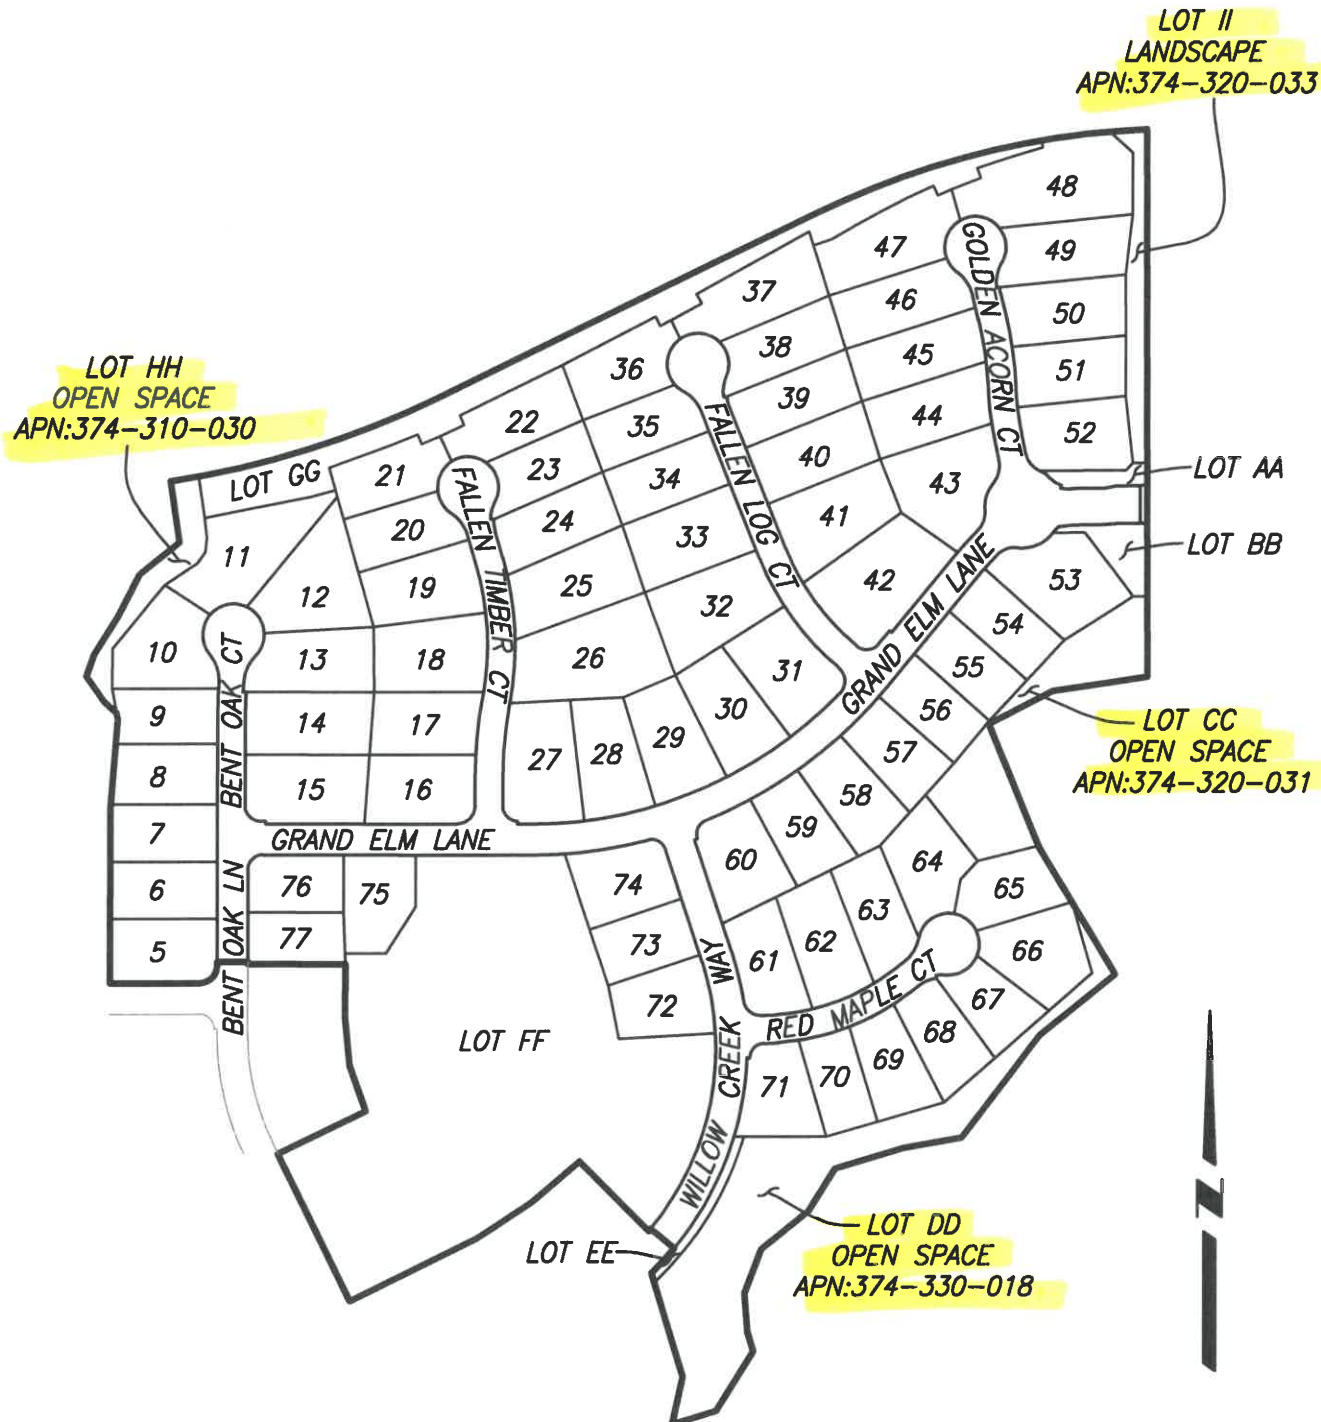 LOT II
LANDSCAPE
APN:374-320-033
48
47
49
GOLDEN ACORN CT
37
46
50
38
45
51
36
39
44
52
LOT HH
OPEN SPACE
APN:374-310-030
22
35
40
43
LOT AA
LOT GG
21
23
34
41
FALLEN LOG CT
20
24
33
42
LOT BB
11
FALLEN TIMBER CT
19
25
32
53
12
54
10
13
18
26
31
55
GRAND ELM LANE
BENT OAK CT
9
14
17
30
56
LOT CC
OPEN SPACE
APN:374-320-031
8
15
16
27
28
29
57
58
7
GRAND ELM LANE
59
60
64
6
BENT OAK LN
76
75
74
63
65
5
77
73
61
62
66
72
WILLOW CREEK WAY
RED MAPLE CT
67
LOT FF
68
69
70
71
LOT EE
LOT DD
OPEN SPACE
APN:374-330-018
N